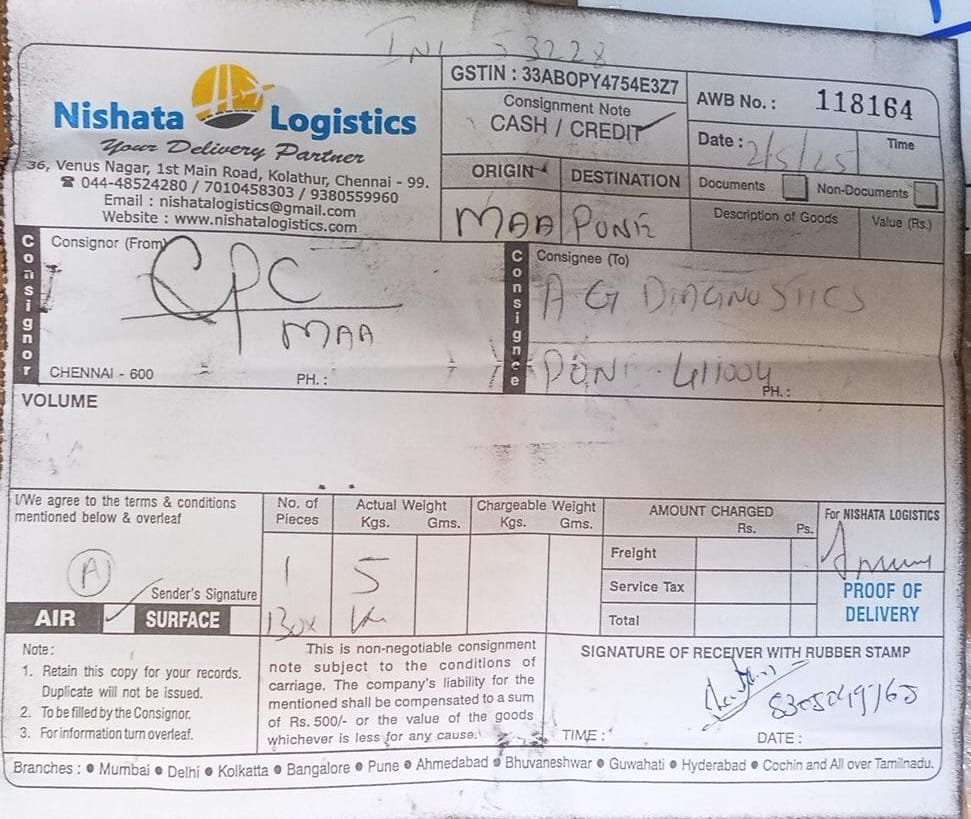 INV 53228
Nishata Logistics
Your Delivery Partner
36, Venus Nagar, 1st Main Road, Kolathur, Chennai - 99.
☎ 044-48524280 / 7010458303 / 9380559960
Email : nishatalogistics@gmail.com
Website : www.nishatalogistics.com
GSTIN : 33ABOPY4754E3Z7
Consignment Note
CASH / CREDIT ✓
AWB No. : 118164
Date : 2/5/25
Time
ORIGIN
DESTINATION
MAA
PUNE
Documents
Non-Documents
Description of Goods
Value (Rs.)
Consignor
Consignor (From)
CPC
MAA
CHENNAI - 600
PH. :
Consignee
Consignee (To)
A G DIAGNOSTICS
PUNE - 411004
PH. :
VOLUME
I/We agree to the terms & conditions
mentioned below & overleaf
A
Sender's Signature
AIR ✓ SURFACE
No. of
Pieces
1
Box
Actual Weight
Kgs. Gms.
5
Chargeable Weight
Kgs. Gms.
AMOUNT CHARGED
Rs. Ps.
Freight
Service Tax
Total
For NISHATA LOGISTICS
PROOF OF
DELIVERY
Note :
1. Retain this copy for your records.
Duplicate will not be issued.
2. To be filled by the Consignor.
3. For information turn overleaf.
This is non-negotiable consignment
note subject to the conditions of
carriage. The company's liability for the
mentioned shall be compensated to a sum
of Rs. 500/- or the value of the goods
whichever is less for any cause.
SIGNATURE OF RECEIVER WITH RUBBER STAMP
TIME :
DATE :
Branches : ● Mumbai ● Delhi ● Kolkatta ● Bangalore ● Pune ● Ahmedabad ● Bhuvaneshwar ● Guwahati ● Hyderabad ● Cochin and All over Tamilnadu.